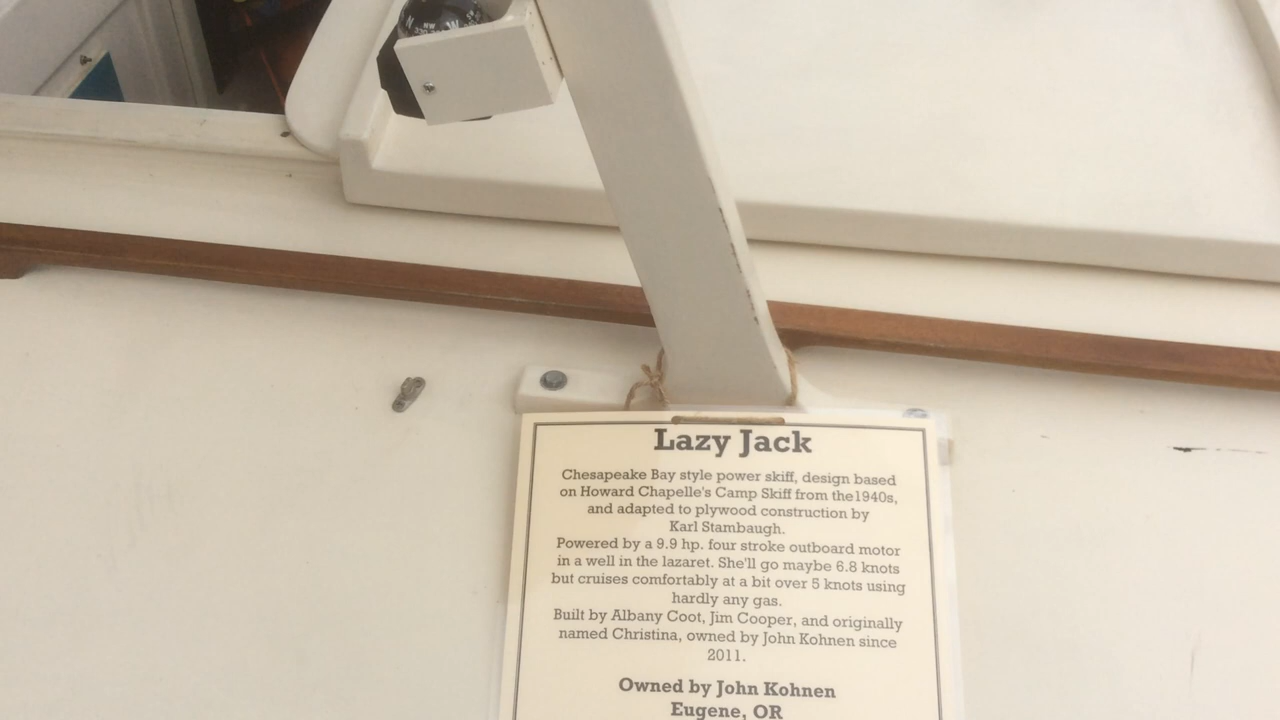 N NW W
Lazy Jack
Chesapeake Bay style power skiff, design based
on Howard Chapelle's Camp Skiff from the1940s,
and adapted to plywood construction by
Karl Stambaugh.
Powered by a 9.9 hp. four stroke outboard motor
in a well in the lazaret. She'll go maybe 6.8 knots
but cruises comfortably at a bit over 5 knots using
hardly any gas.
Built by Albany Coot, Jim Cooper, and originally
named Christina, owned by John Kohnen since
2011.
Owned by John Kohnen
Eugene, OR